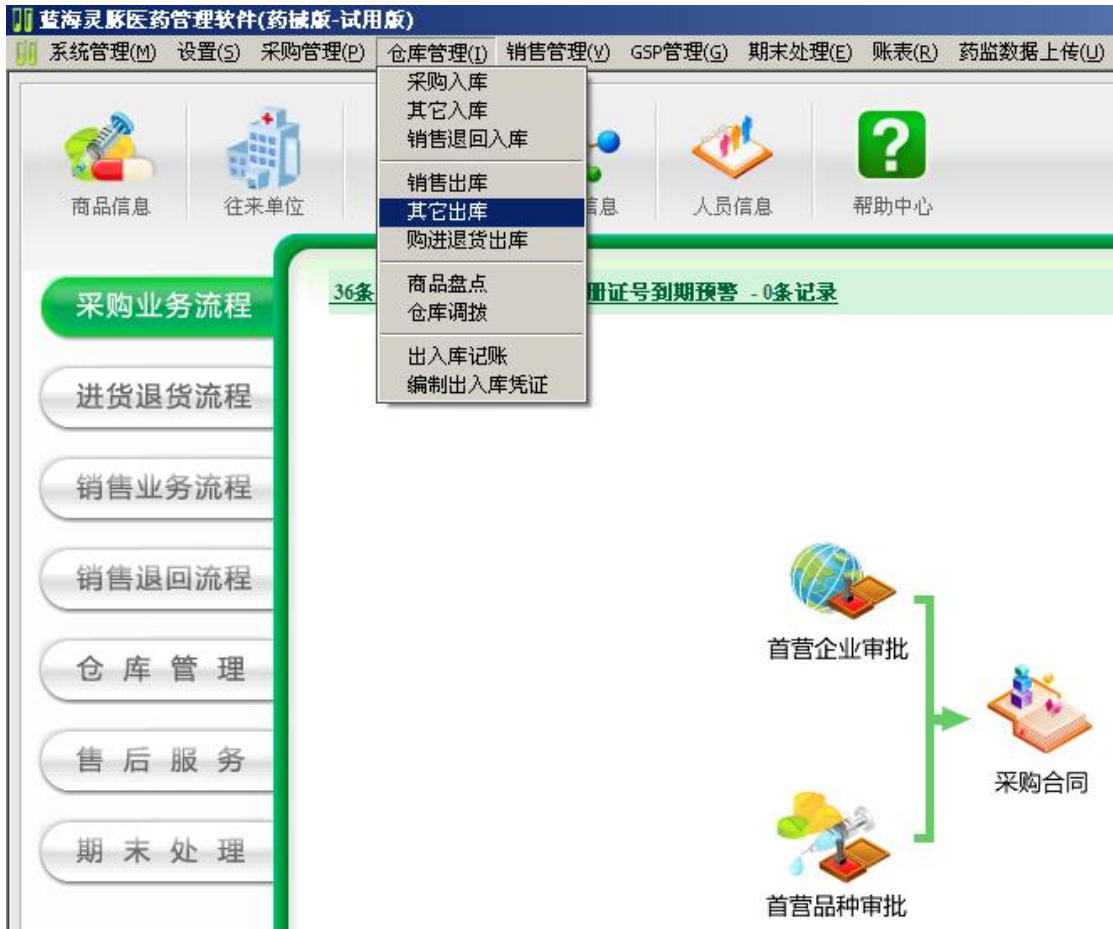 蓝海灵豚医药管理软件(药械版-试用版)
系统管理(M) 设置(S) 采购管理(P) 仓库管理(I) 销售管理(V) GSP管理(G) 期末处理(E) 账表(R) 药监数据上传(U)
采购入库
其它入库
销售退回入库
销售出库
其它出库
购进退货出库
商品盘点
仓库调拨
出入库记账
编制出入库凭证
商品信息 往来单位 信息 人员信息 帮助中心
36条 册证号到期预警 - 0条记录
采购业务流程
进货退货流程
销售业务流程
销售退回流程
仓库管理
售后服务
期末处理
首营企业审批
采购合同
首营品种审批